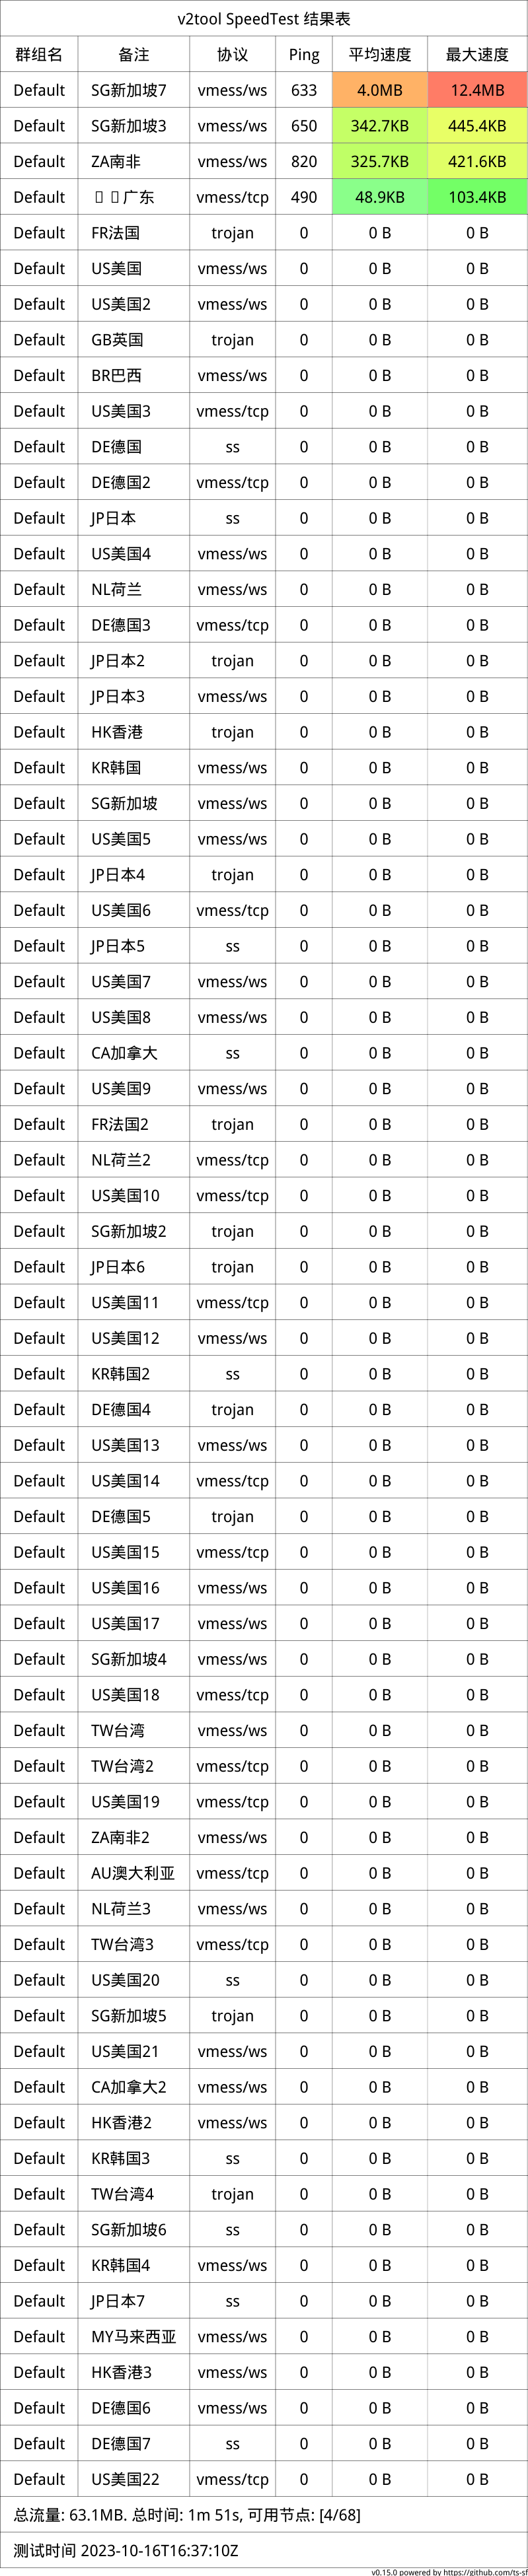 v2tool SpeedTest 结果表
群组名 备注 协议 Ping 平均速度 最大速度
Default SG新加坡7 vmess/ws 633 4.0MB 12.4MB
Default SG新加坡3 vmess/ws 650 342.7KB 445.4KB
Default ZA南非 vmess/ws 820 325.7KB 421.6KB
Default 广东 vmess/tcp 490 48.9KB 103.4KB
Default FR法国 trojan 0 0 B 0 B
Default US美国 vmess/ws 0 0 B 0 B
Default US美国2 vmess/ws 0 0 B 0 B
Default GB英国 trojan 0 0 B 0 B
Default BR巴西 vmess/ws 0 0 B 0 B
Default US美国3 vmess/tcp 0 0 B 0 B
Default DE德国 ss 0 0 B 0 B
Default DE德国2 vmess/tcp 0 0 B 0 B
Default JP日本 ss 0 0 B 0 B
Default US美国4 vmess/ws 0 0 B 0 B
Default NL荷兰 vmess/ws 0 0 B 0 B
Default DE德国3 vmess/tcp 0 0 B 0 B
Default JP日本2 trojan 0 0 B 0 B
Default JP日本3 vmess/ws 0 0 B 0 B
Default HK香港 trojan 0 0 B 0 B
Default KR韩国 vmess/ws 0 0 B 0 B
Default SG新加坡 vmess/ws 0 0 B 0 B
Default US美国5 vmess/ws 0 0 B 0 B
Default JP日本4 trojan 0 0 B 0 B
Default US美国6 vmess/tcp 0 0 B 0 B
Default JP日本5 ss 0 0 B 0 B
Default US美国7 vmess/ws 0 0 B 0 B
Default US美国8 vmess/ws 0 0 B 0 B
Default CA加拿大 ss 0 0 B 0 B
Default US美国9 vmess/ws 0 0 B 0 B
Default FR法国2 trojan 0 0 B 0 B
Default NL荷兰2 vmess/tcp 0 0 B 0 B
Default US美国10 vmess/tcp 0 0 B 0 B
Default SG新加坡2 trojan 0 0 B 0 B
Default JP日本6 trojan 0 0 B 0 B
Default US美国11 vmess/tcp 0 0 B 0 B
Default US美国12 vmess/ws 0 0 B 0 B
Default KR韩国2 ss 0 0 B 0 B
Default DE德国4 trojan 0 0 B 0 B
Default US美国13 vmess/ws 0 0 B 0 B
Default US美国14 vmess/tcp 0 0 B 0 B
Default DE德国5 trojan 0 0 B 0 B
Default US美国15 vmess/tcp 0 0 B 0 B
Default US美国16 vmess/ws 0 0 B 0 B
Default US美国17 vmess/ws 0 0 B 0 B
Default SG新加坡4 vmess/ws 0 0 B 0 B
Default US美国18 vmess/tcp 0 0 B 0 B
Default TW台湾 vmess/ws 0 0 B 0 B
Default TW台湾2 vmess/tcp 0 0 B 0 B
Default US美国19 vmess/tcp 0 0 B 0 B
Default ZA南非2 vmess/ws 0 0 B 0 B
Default AU澳大利亚 vmess/tcp 0 0 B 0 B
Default NL荷兰3 vmess/ws 0 0 B 0 B
Default TW台湾3 vmess/tcp 0 0 B 0 B
Default US美国20 ss 0 0 B 0 B
Default SG新加坡5 trojan 0 0 B 0 B
Default US美国21 vmess/ws 0 0 B 0 B
Default CA加拿大2 vmess/ws 0 0 B 0 B
Default HK香港2 vmess/ws 0 0 B 0 B
Default KR韩国3 ss 0 0 B 0 B
Default TW台湾4 trojan 0 0 B 0 B
Default SG新加坡6 ss 0 0 B 0 B
Default KR韩国4 vmess/ws 0 0 B 0 B
Default JP日本7 ss 0 0 B 0 B
Default MY马来西亚 vmess/ws 0 0 B 0 B
Default HK香港3 vmess/ws 0 0 B 0 B
Default DE德国6 vmess/ws 0 0 B 0 B
Default DE德国7 ss 0 0 B 0 B
Default US美国22 vmess/tcp 0 0 B 0 B
总流量: 63.1MB. 总时间: 1m 51s, 可用节点: [4/68]
测试时间 2023-10-16T16:37:10Z
v0.15.0 powered by https://github.com/ts-sf